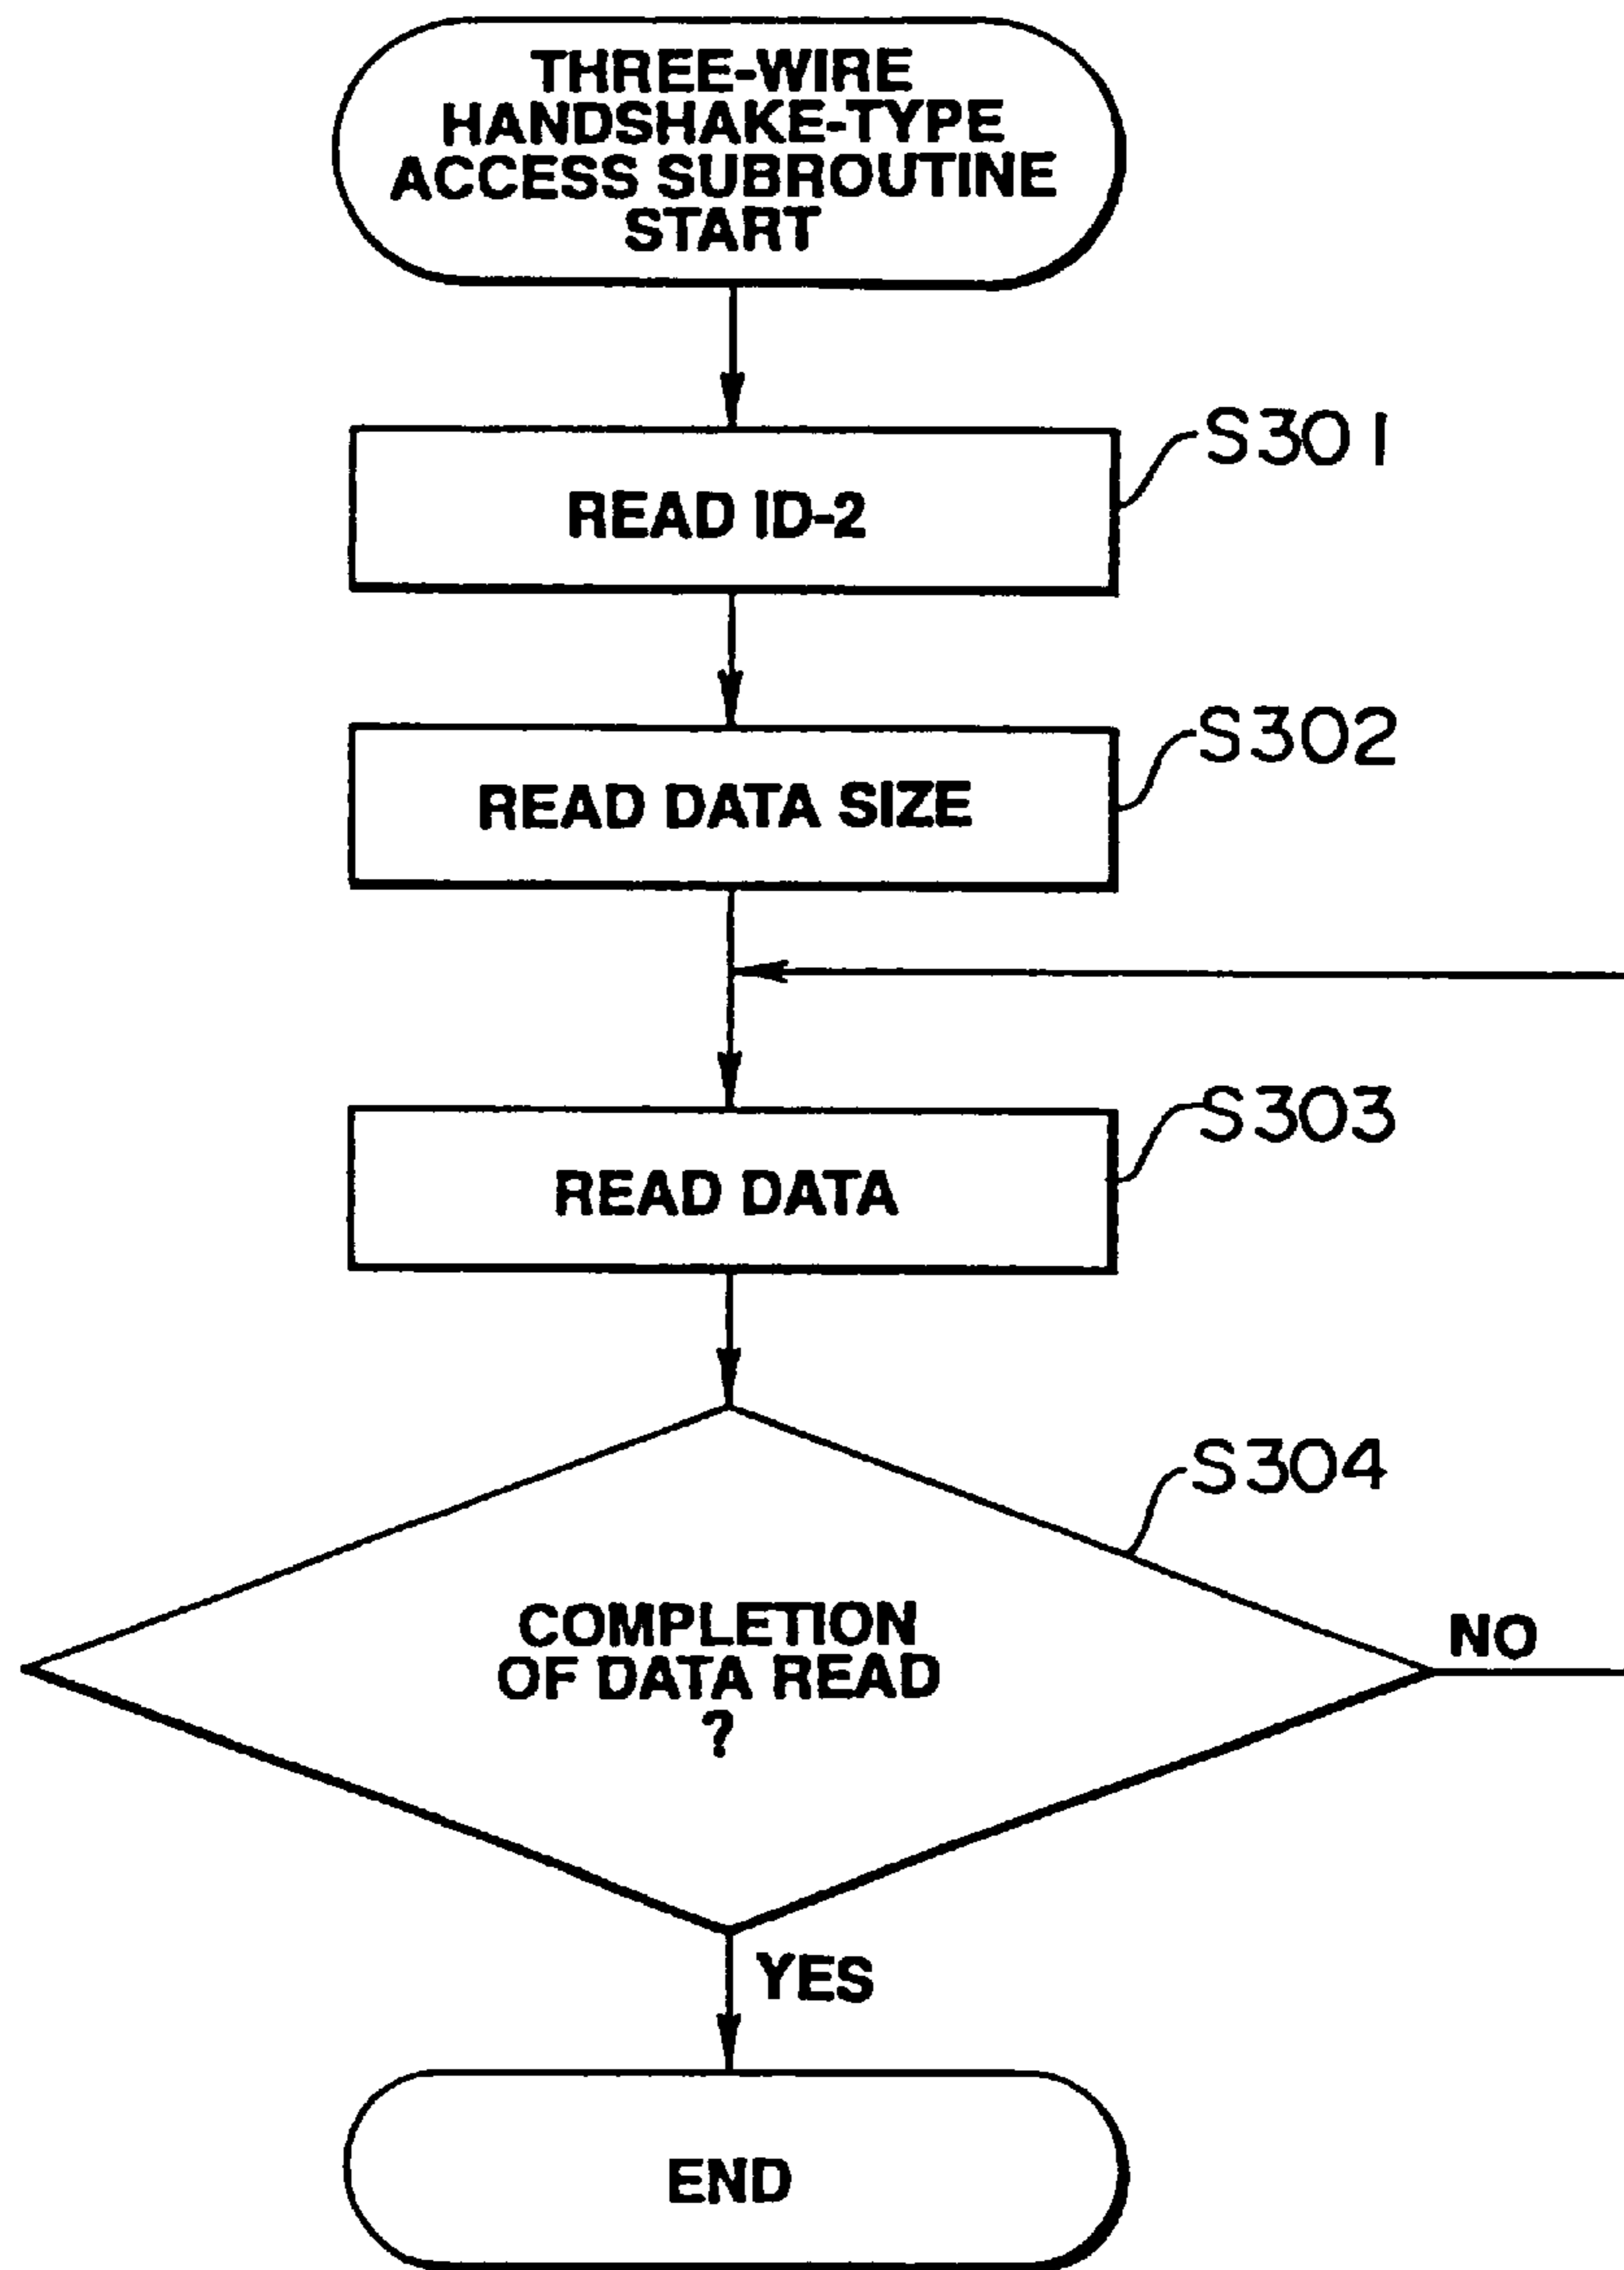 THREE-WIRE
HANDSHAKE-TYPE
ACCESS SUBROUTINE
START
S301
READ ID-2
S302
READ DATA SIZE
S303
READ DATA
S304
COMPLETION
OF DATA READ
?
NO
YES
END